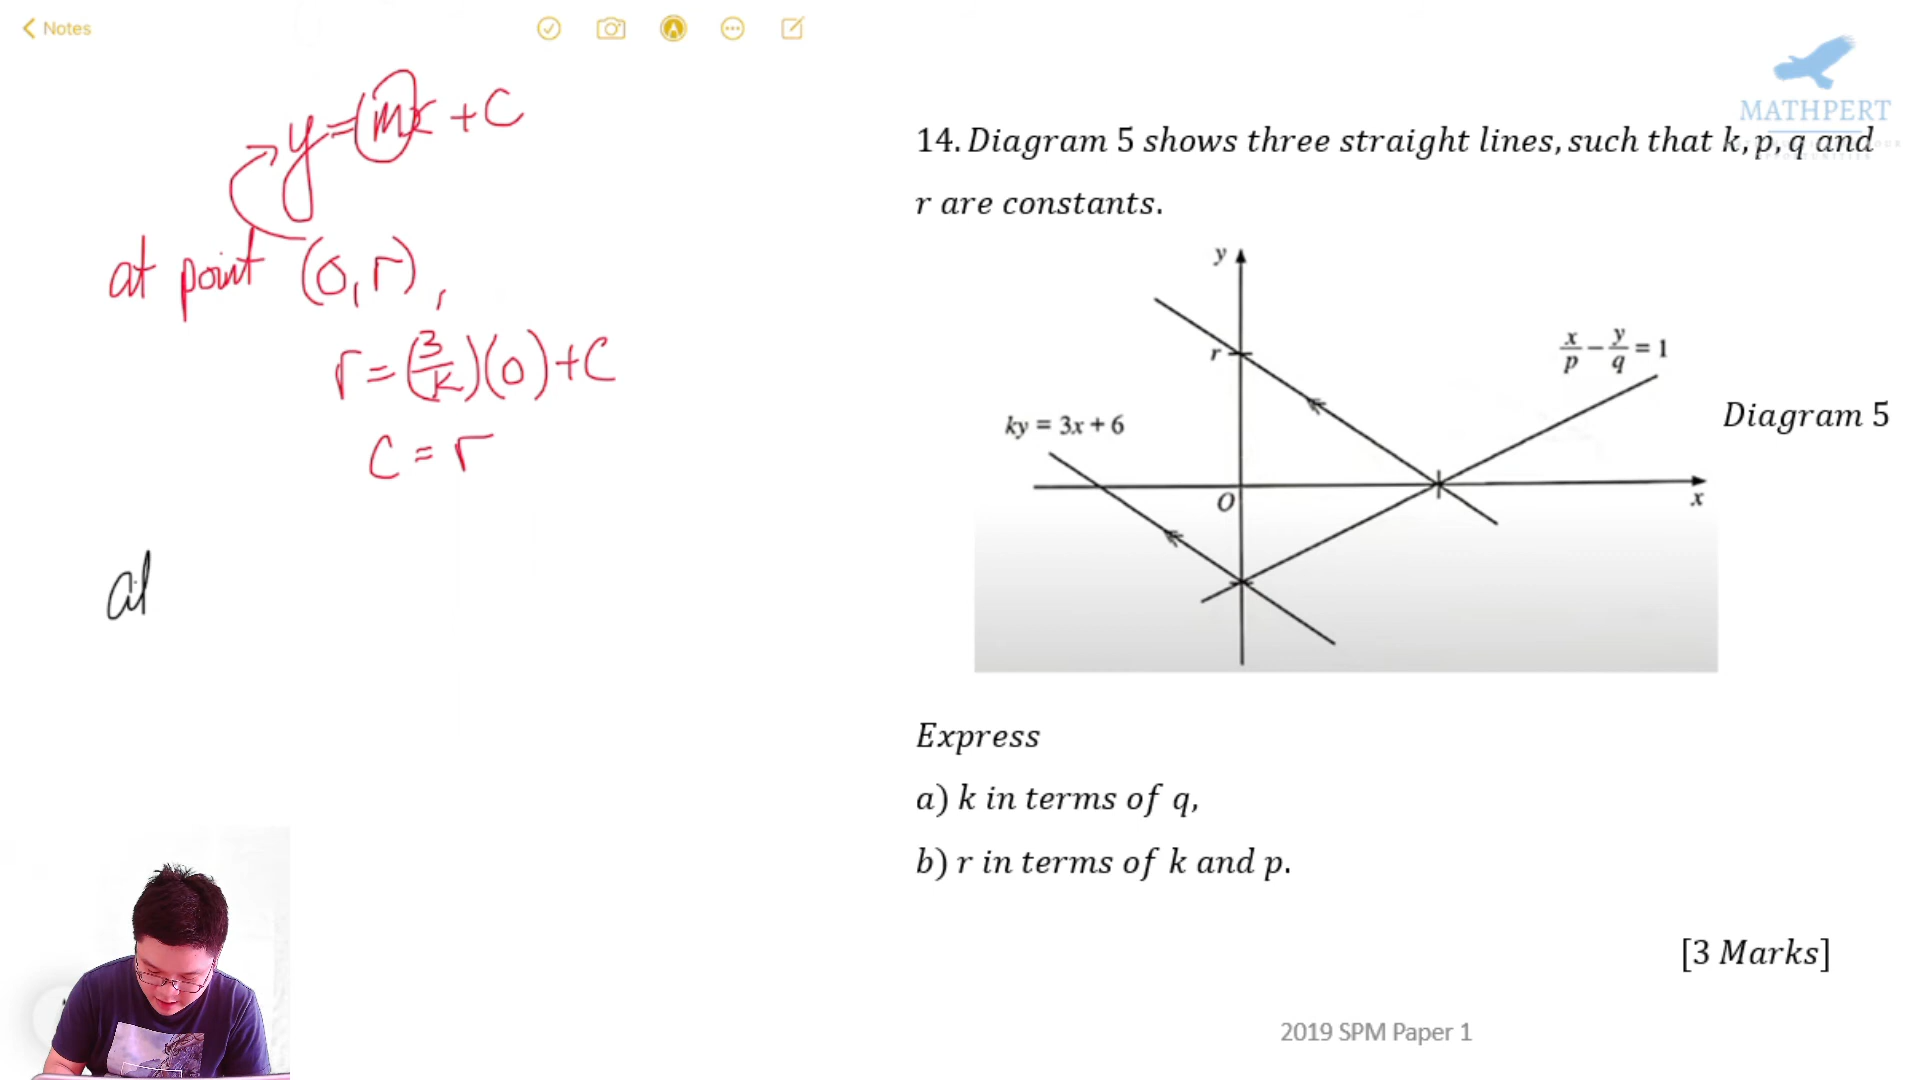 Notes
y = mx + c
at point (0, r),
r = (3/k)(0) + c
c = r
at
MATHPERT
14. Diagram 5 shows three straight lines, such that k, p, q and
r are constants.
y
r
x/p − y/q = 1
ky = 3x + 6
Diagram 5
O
x
Express
a) k in terms of q,
b) r in terms of k and p.
[3 Marks]
2019 SPM Paper 1